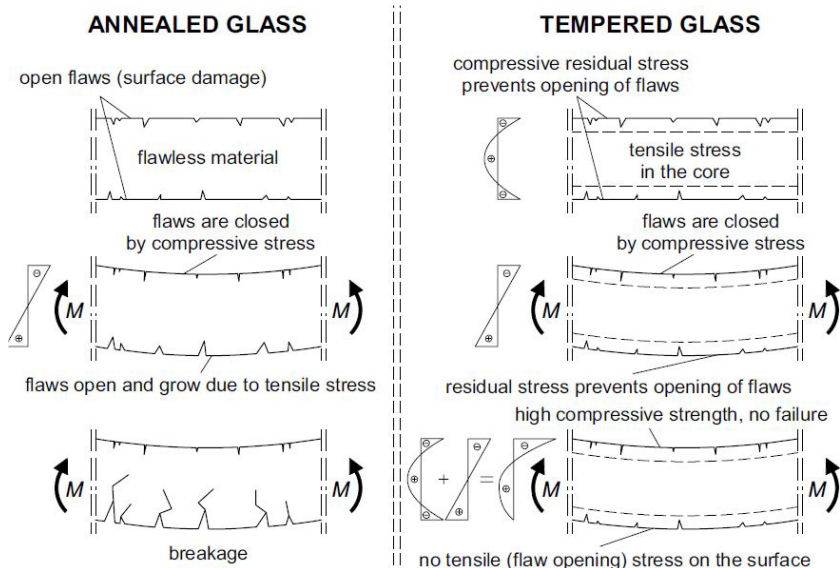 ANNEALED GLASS
open flaws (surface damage)
flawless material
flaws are closed
by compressive stress
⊖
⊕
M
M
flaws open and grow due to tensile stress
M
M
breakage
TEMPERED GLASS
compressive residual stress
prevents opening of flaws
⊖
⊕
⊖
tensile stress
in the core
flaws are closed
by compressive stress
⊖
⊕
M
M
residual stress prevents opening of flaws
high compressive strength, no failure
⊖ ⊖ ⊖
⊕ + = ⊕
⊖ ⊕
M
M
no tensile (flaw opening) stress on the surface